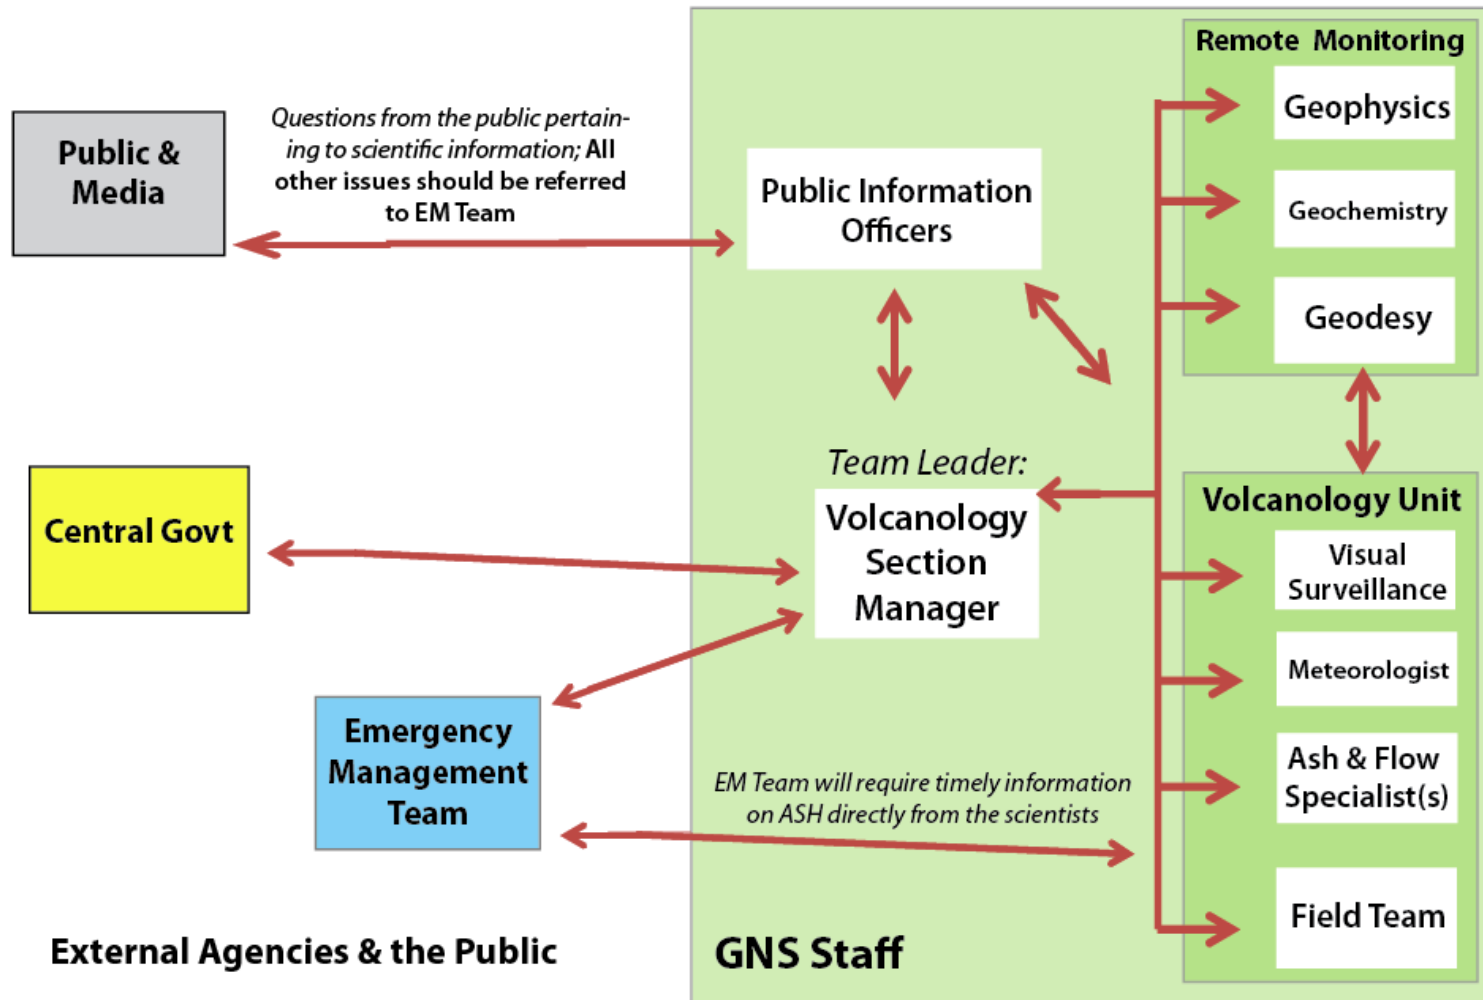 Remote Monitoring
Geophysics
Geochemistry
Geodesy
Public &
Media
Questions from the public pertain-
ing to scientific information; All
other issues should be referred
to EM Team
Public Information
Officers
Team Leader:
Volcanology
Section
Manager
Central Govt
Emergency
Management
Team
EM Team will require timely information
on ASH directly from the scientists
Volcanology Unit
Visual
Surveillance
Meteorologist
Ash & Flow
Specialist(s)
Field Team
External Agencies & the Public
GNS Staff